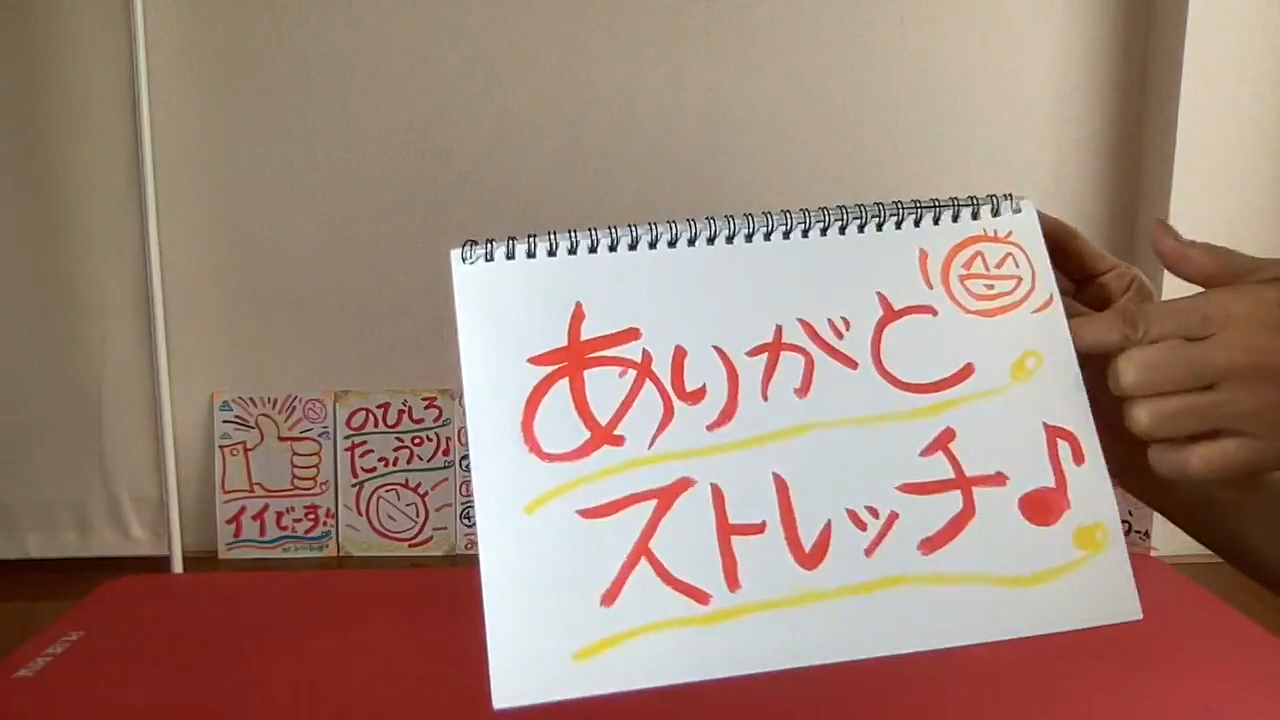 ありがと
ストレッチ♪
のびしろ
たっぷり♪
イイでーす!!